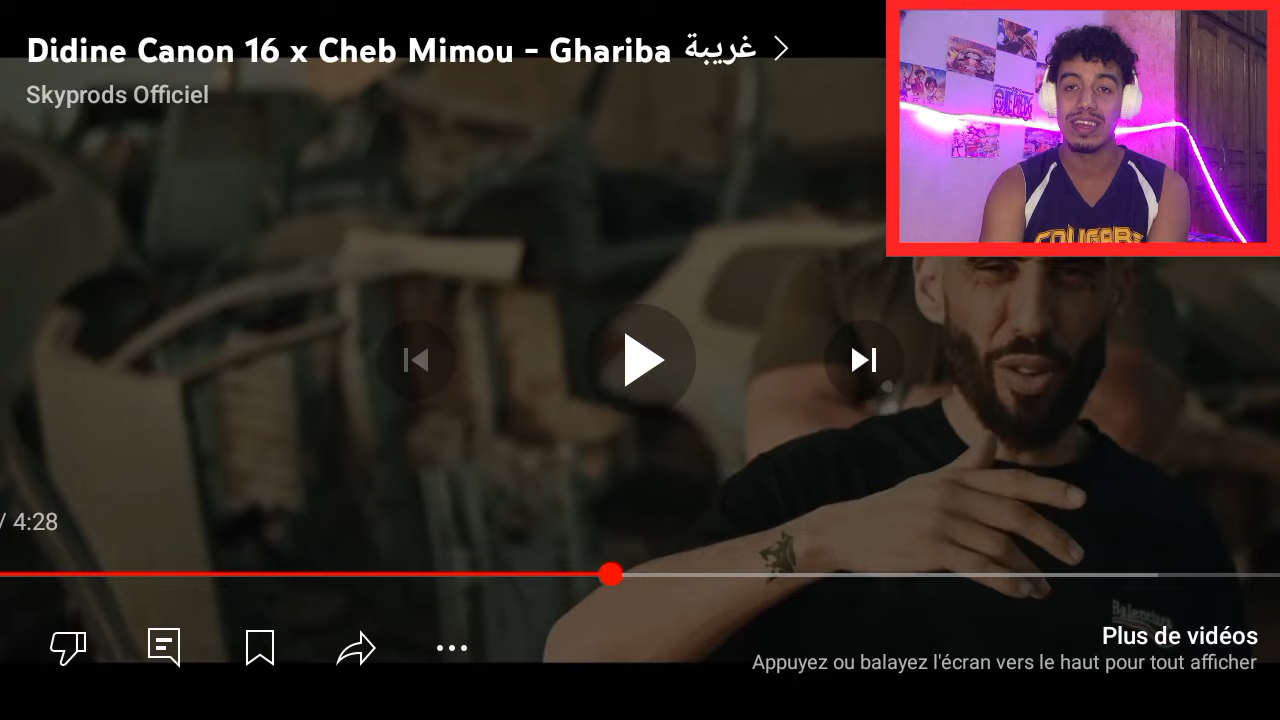 Didine Canon 16 x Cheb Mimou - Ghariba غريبة
Skyprods Officiel
COUGARS
/ 4:28
Plus de vidéos
Appuyez ou balayez l'écran vers le haut pour tout afficher